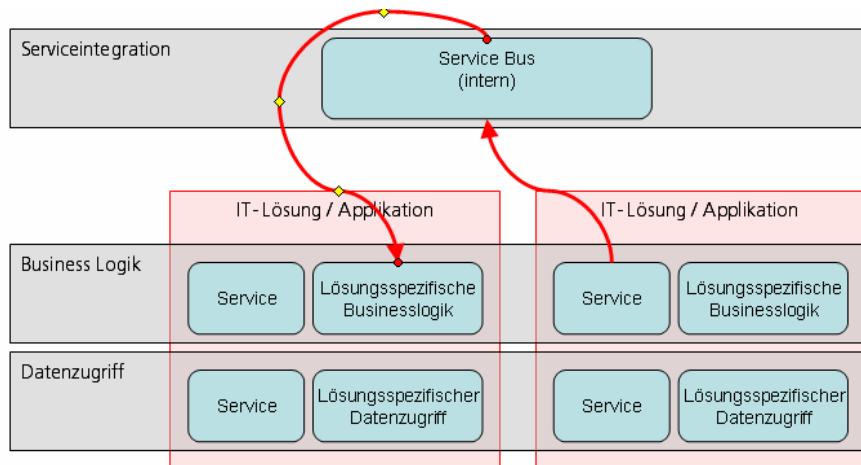 Serviceintegration
Service Bus
(intern)
IT-Lösung / Applikation
IT-Lösung / Applikation
Business Logik
Service
Lösungsspezifische
Businesslogik
Service
Lösungsspezifische
Businesslogik
Datenzugriff
Service
Lösungsspezifischer
Datenzugriff
Service
Lösungsspezifischer
Datenzugriff